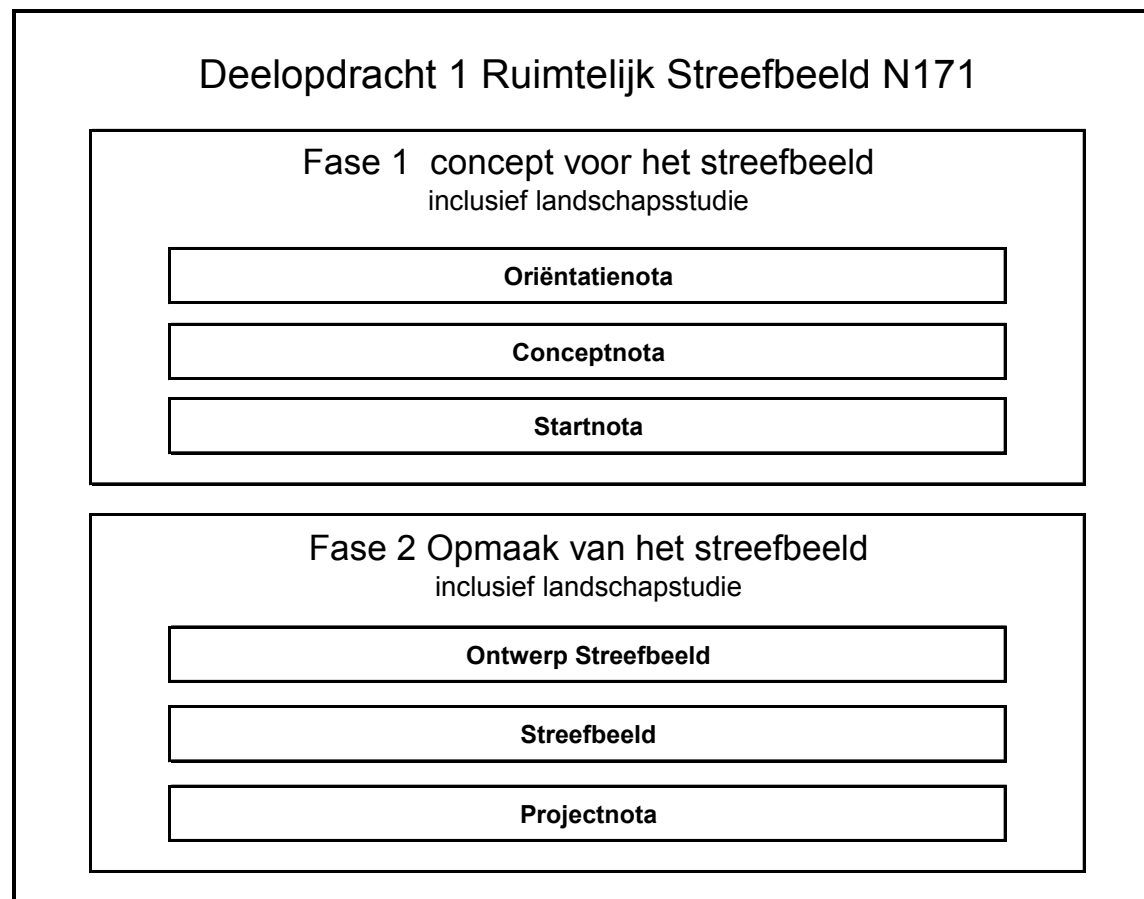 Deelopdracht 1 Ruimtelijk Streefbeeld N171
Fase 1 concept voor het streefbeeld
inclusief landschapsstudie
Oriëntatienota
Conceptnota
Startnota
Fase 2 Opmaak van het streefbeeld
inclusief landschapstudie
Ontwerp Streefbeeld
Streefbeeld
Projectnota